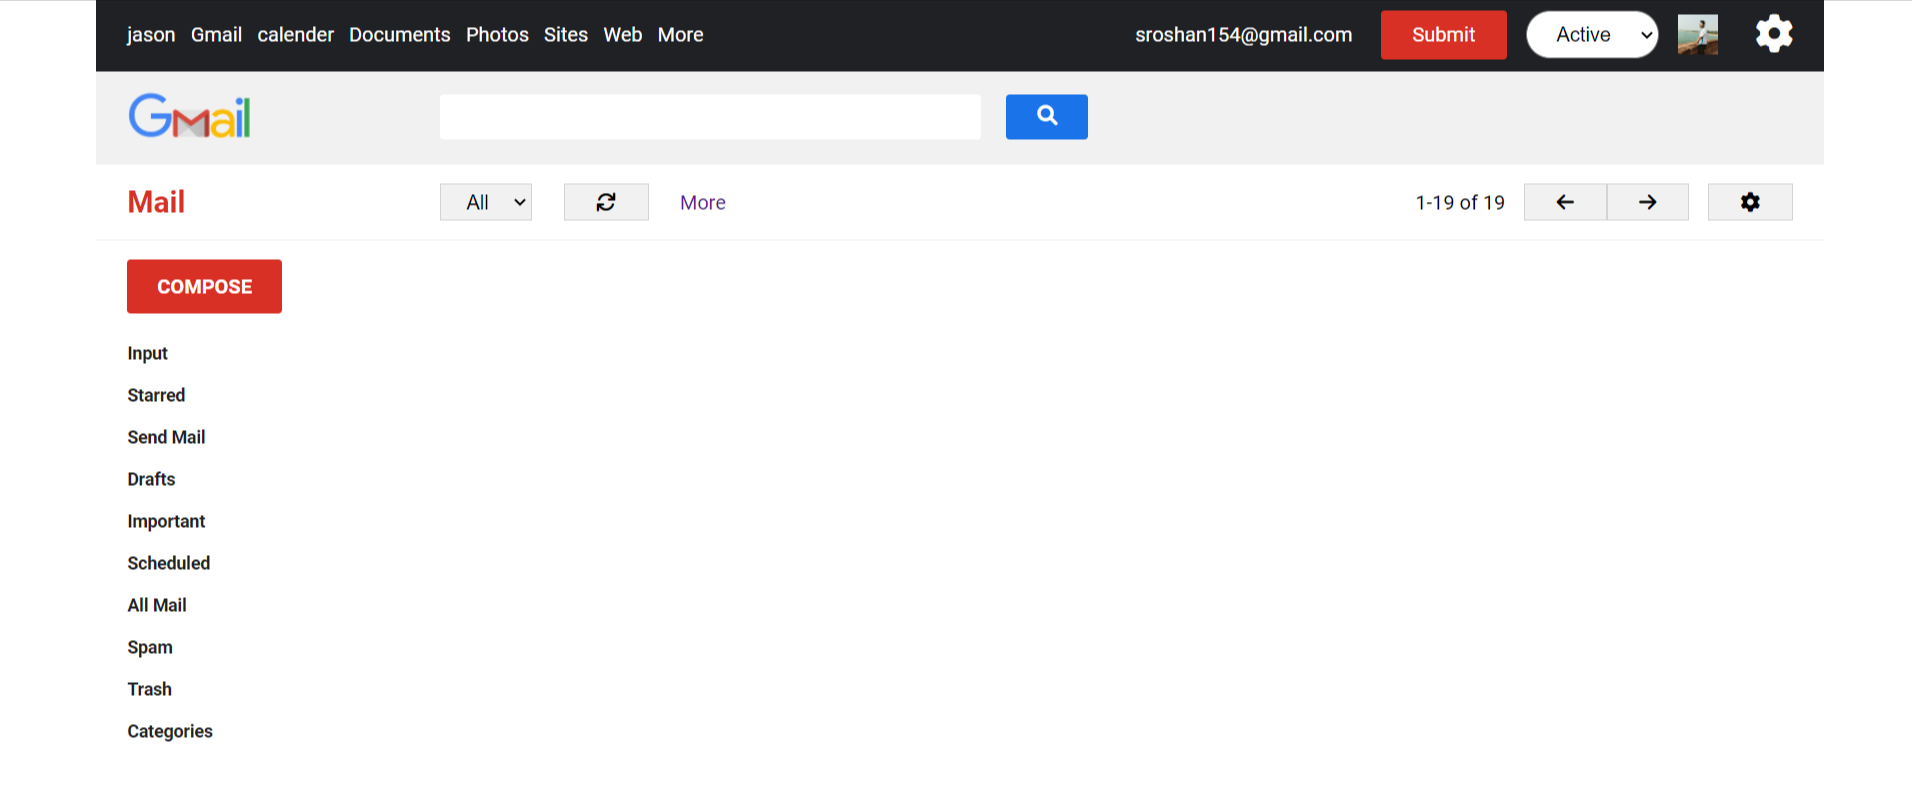 jason Gmail calender Documents Photos Sites Web More sroshan154@gmail.com Submit Active
Gmail
Mail All More 1-19 of 19
COMPOSE
Input
Starred
Send Mail
Drafts
Important
Scheduled
All Mail
Spam
Trash
Categories